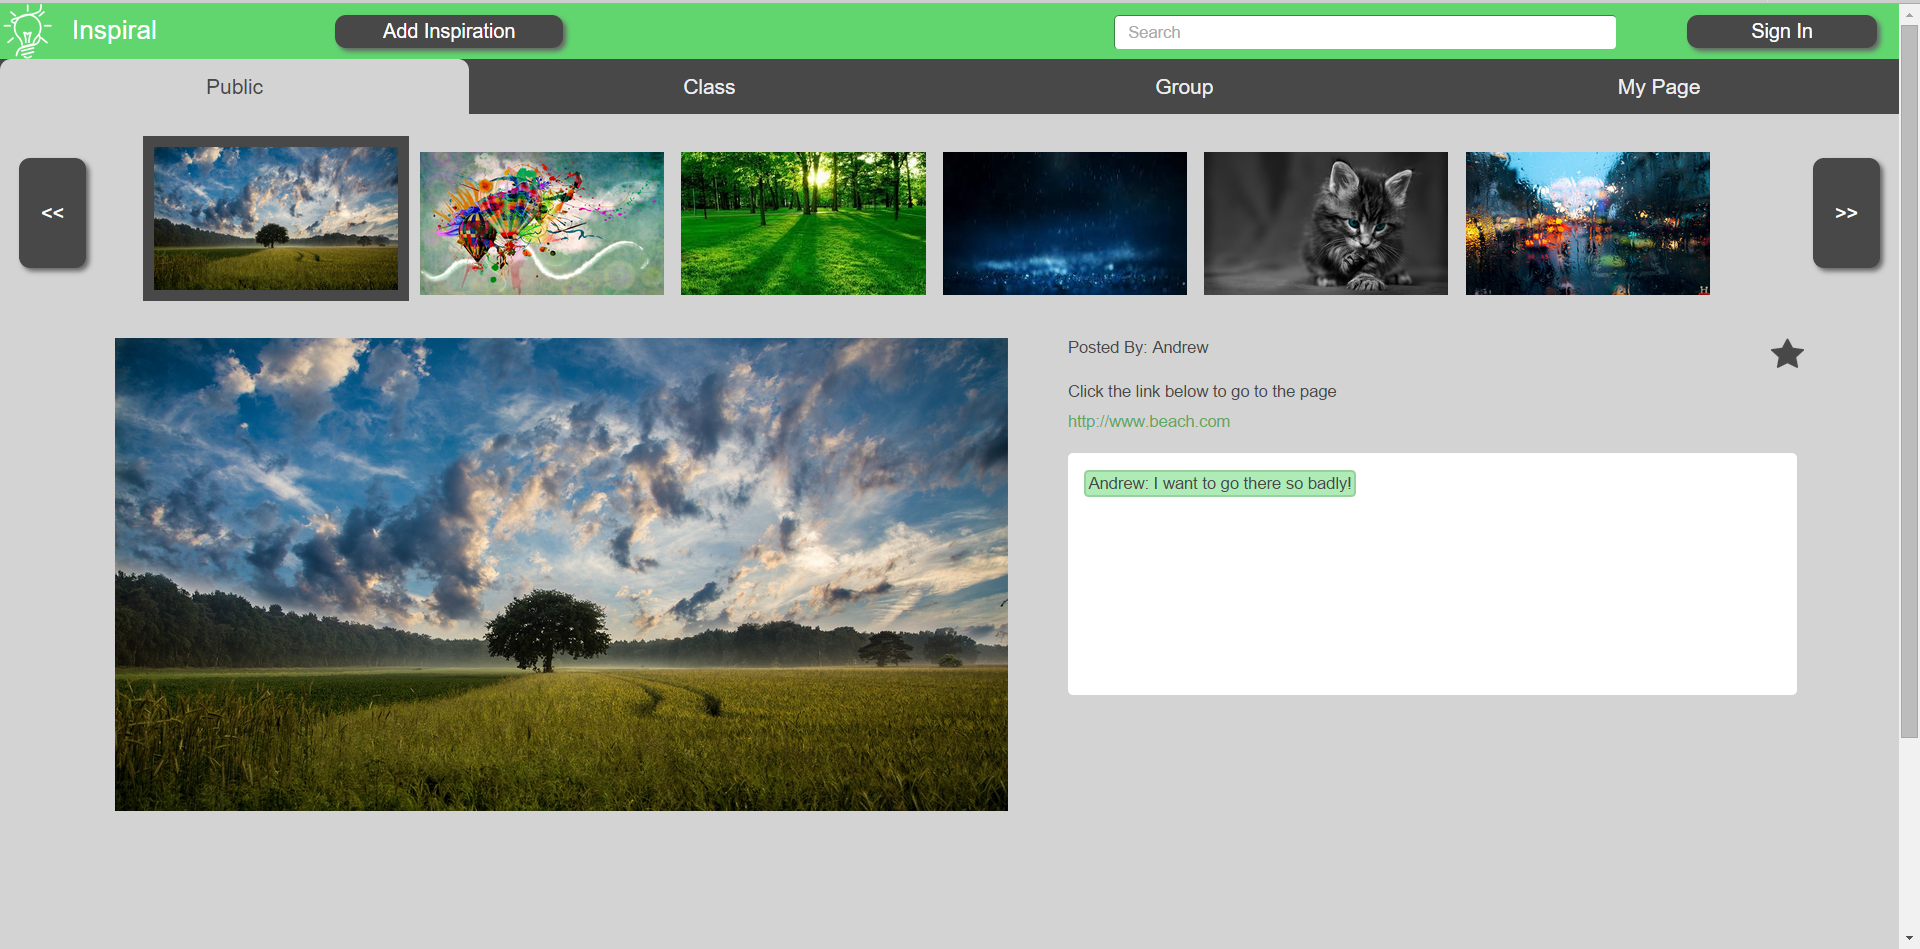 Inspiral
Add Inspiration
Search
Sign In
Public
Class
Group
My Page
<<
>>
Posted By: Andrew
Click the link below to go to the page
http://www.beach.com
Andrew: I want to go there so badly!